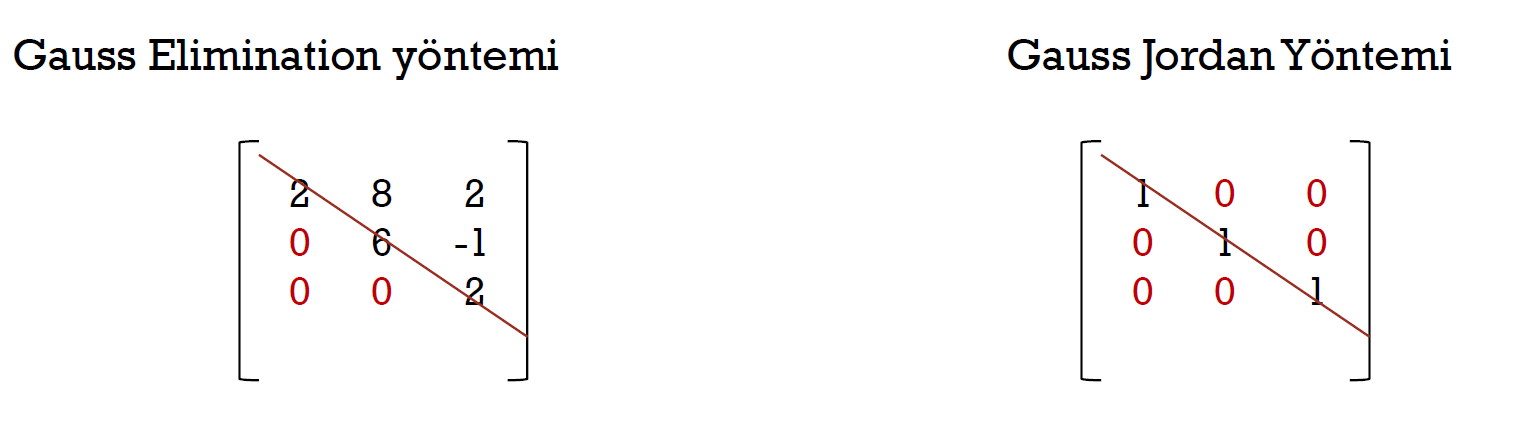 Gauss Elimination yöntemi
Gauss Jordan Yöntemi
2 8 2
0 6 -1
0 0 2
1 0 0
0 1 0
0 0 1